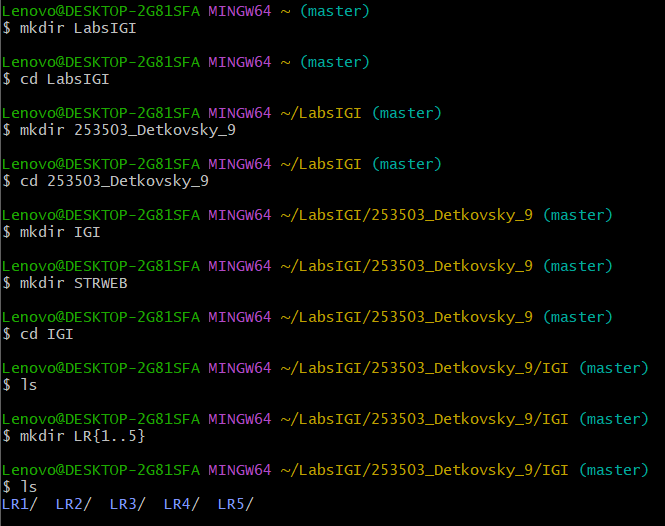 Lenovo@DESKTOP-2G81SFA MINGW64 ~ (master)
$ mkdir LabsIGI
Lenovo@DESKTOP-2G81SFA MINGW64 ~ (master)
$ cd LabsIGI
Lenovo@DESKTOP-2G81SFA MINGW64 ~/LabsIGI (master)
$ mkdir 253503_Detkovsky_9
Lenovo@DESKTOP-2G81SFA MINGW64 ~/LabsIGI (master)
$ cd 253503_Detkovsky_9
Lenovo@DESKTOP-2G81SFA MINGW64 ~/LabsIGI/253503_Detkovsky_9 (master)
$ mkdir IGI
Lenovo@DESKTOP-2G81SFA MINGW64 ~/LabsIGI/253503_Detkovsky_9 (master)
$ mkdir STRWEB
Lenovo@DESKTOP-2G81SFA MINGW64 ~/LabsIGI/253503_Detkovsky_9 (master)
$ cd IGI
Lenovo@DESKTOP-2G81SFA MINGW64 ~/LabsIGI/253503_Detkovsky_9/IGI (master)
$ ls
Lenovo@DESKTOP-2G81SFA MINGW64 ~/LabsIGI/253503_Detkovsky_9/IGI (master)
$ mkdir LR{1..5}
Lenovo@DESKTOP-2G81SFA MINGW64 ~/LabsIGI/253503_Detkovsky_9/IGI (master)
$ ls
LR1/  LR2/  LR3/  LR4/  LR5/